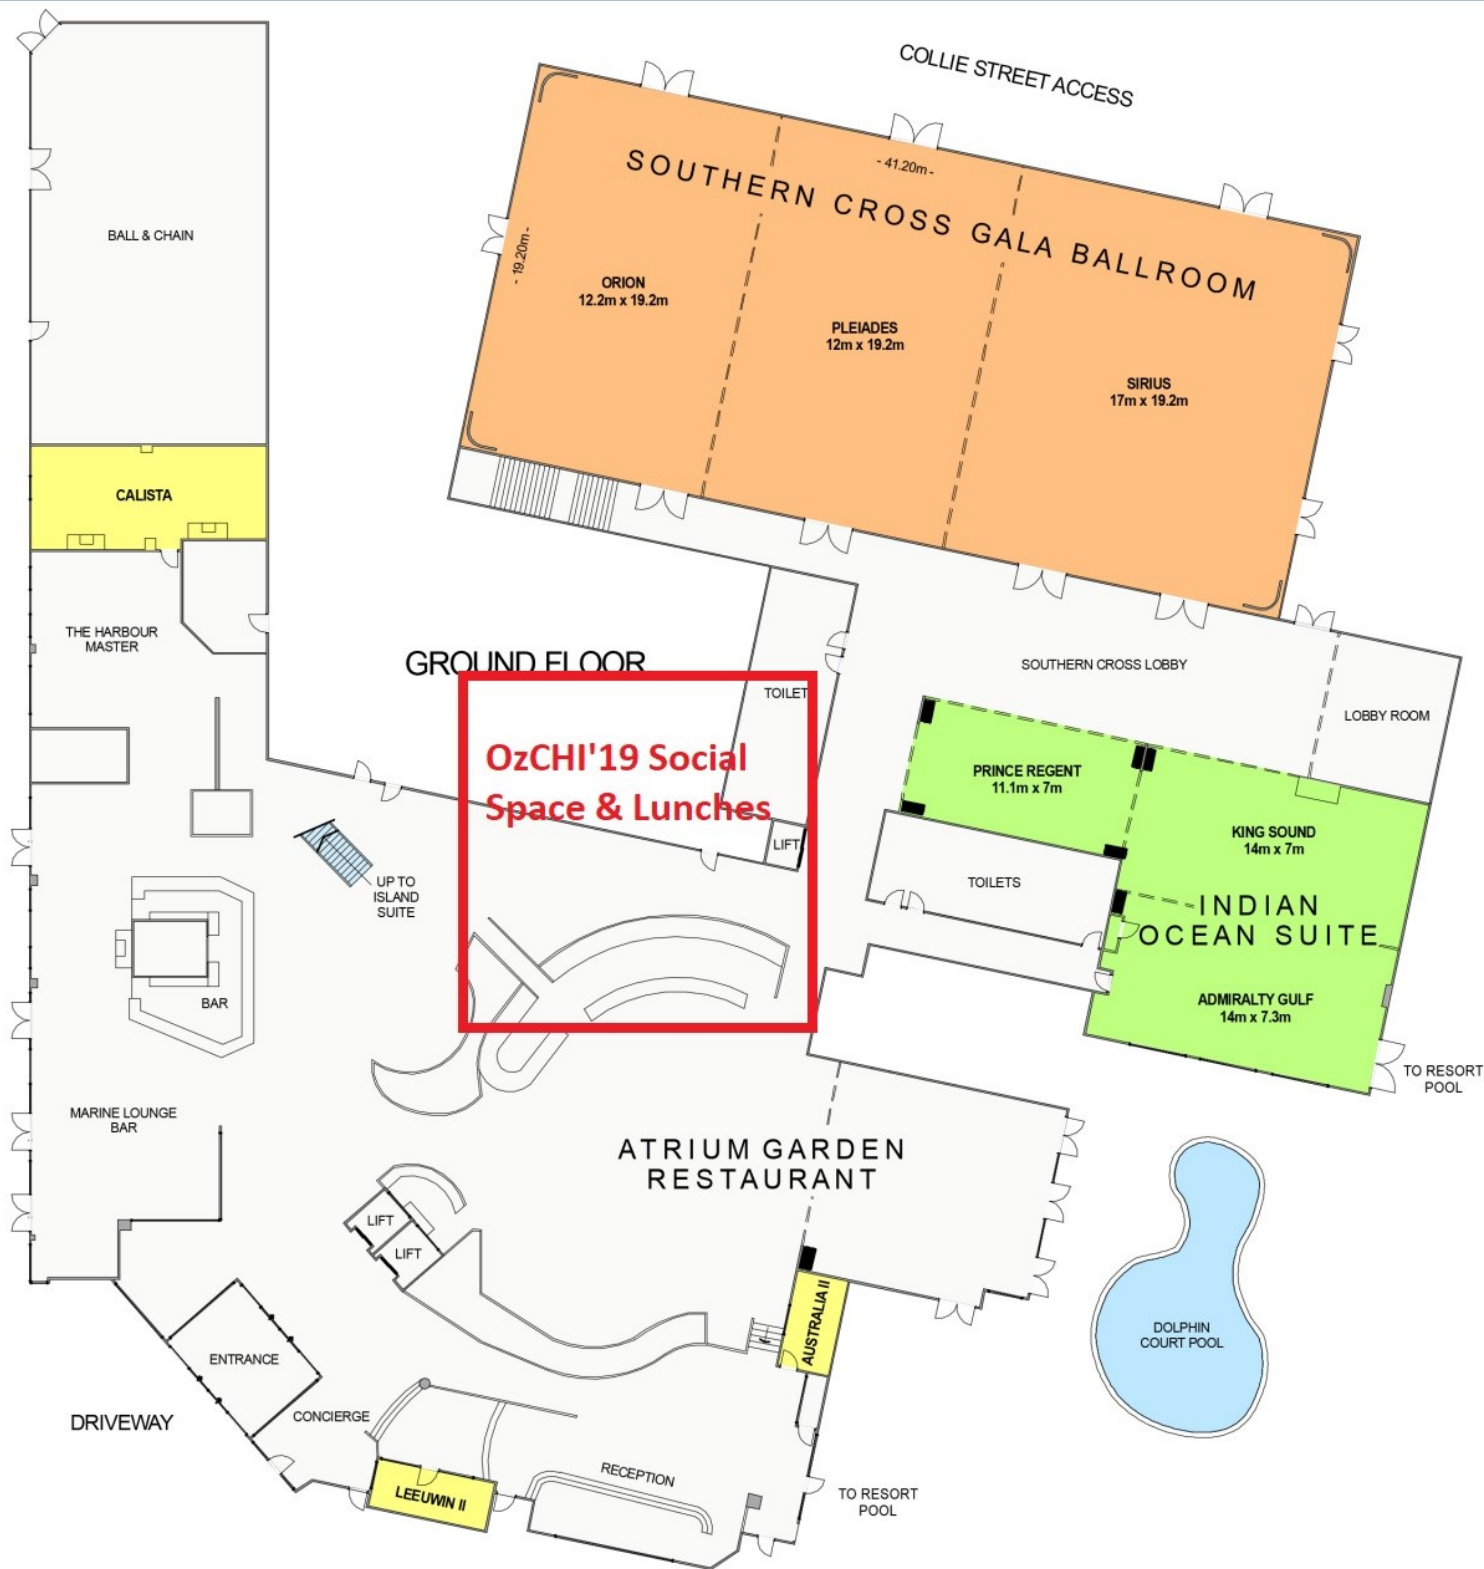 COLLIE STREET ACCESS
SOUTHERN CROSS GALA BALLROOM
- 41.20m -
- 19.20m -
BALL & CHAIN
ORION
12.2m x 19.2m
PLEIADES
12m x 19.2m
SIRIUS
17m x 19.2m
CALISTA
THE HARBOUR
MASTER
GROUND FLOOR
SOUTHERN CROSS LOBBY
LOBBY ROOM
TOILET
OzCHI'19 Social
Space & Lunches
PRINCE REGENT
11.1m x 7m
KING SOUND
14m x 7m
LIFT
UP TO
ISLAND
SUITE
TOILETS
INDIAN
OCEAN SUITE
BAR
ADMIRALTY GULF
14m x 7.3m
TO RESORT
POOL
MARINE LOUNGE
BAR
ATRIUM GARDEN
RESTAURANT
LIFT
LIFT
AUSTRALIA II
DOLPHIN
COURT POOL
ENTRANCE
CONCIERGE
DRIVEWAY
RECEPTION
LEEUWIN II
TO RESORT
POOL